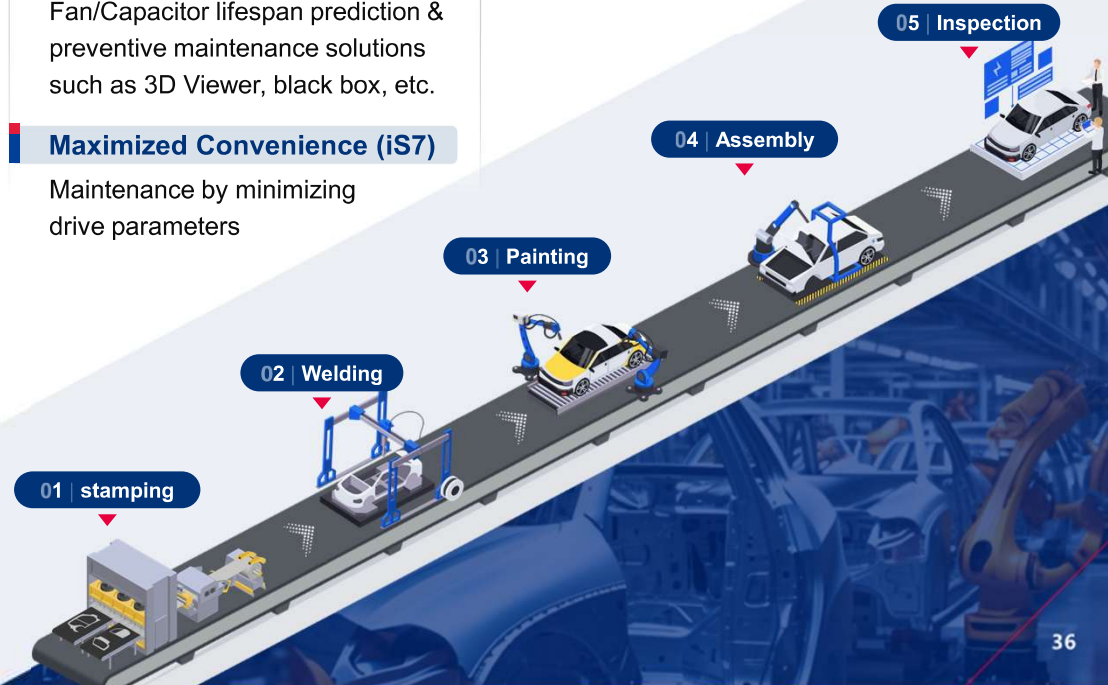 Fan/Capacitor lifespan prediction &
preventive maintenance solutions
such as 3D Viewer, black box, etc.
Maximized Convenience (iS7)
Maintenance by minimizing
drive parameters
05 | Inspection
04 | Assembly
03 | Painting
02 | Welding
01 | stamping
36